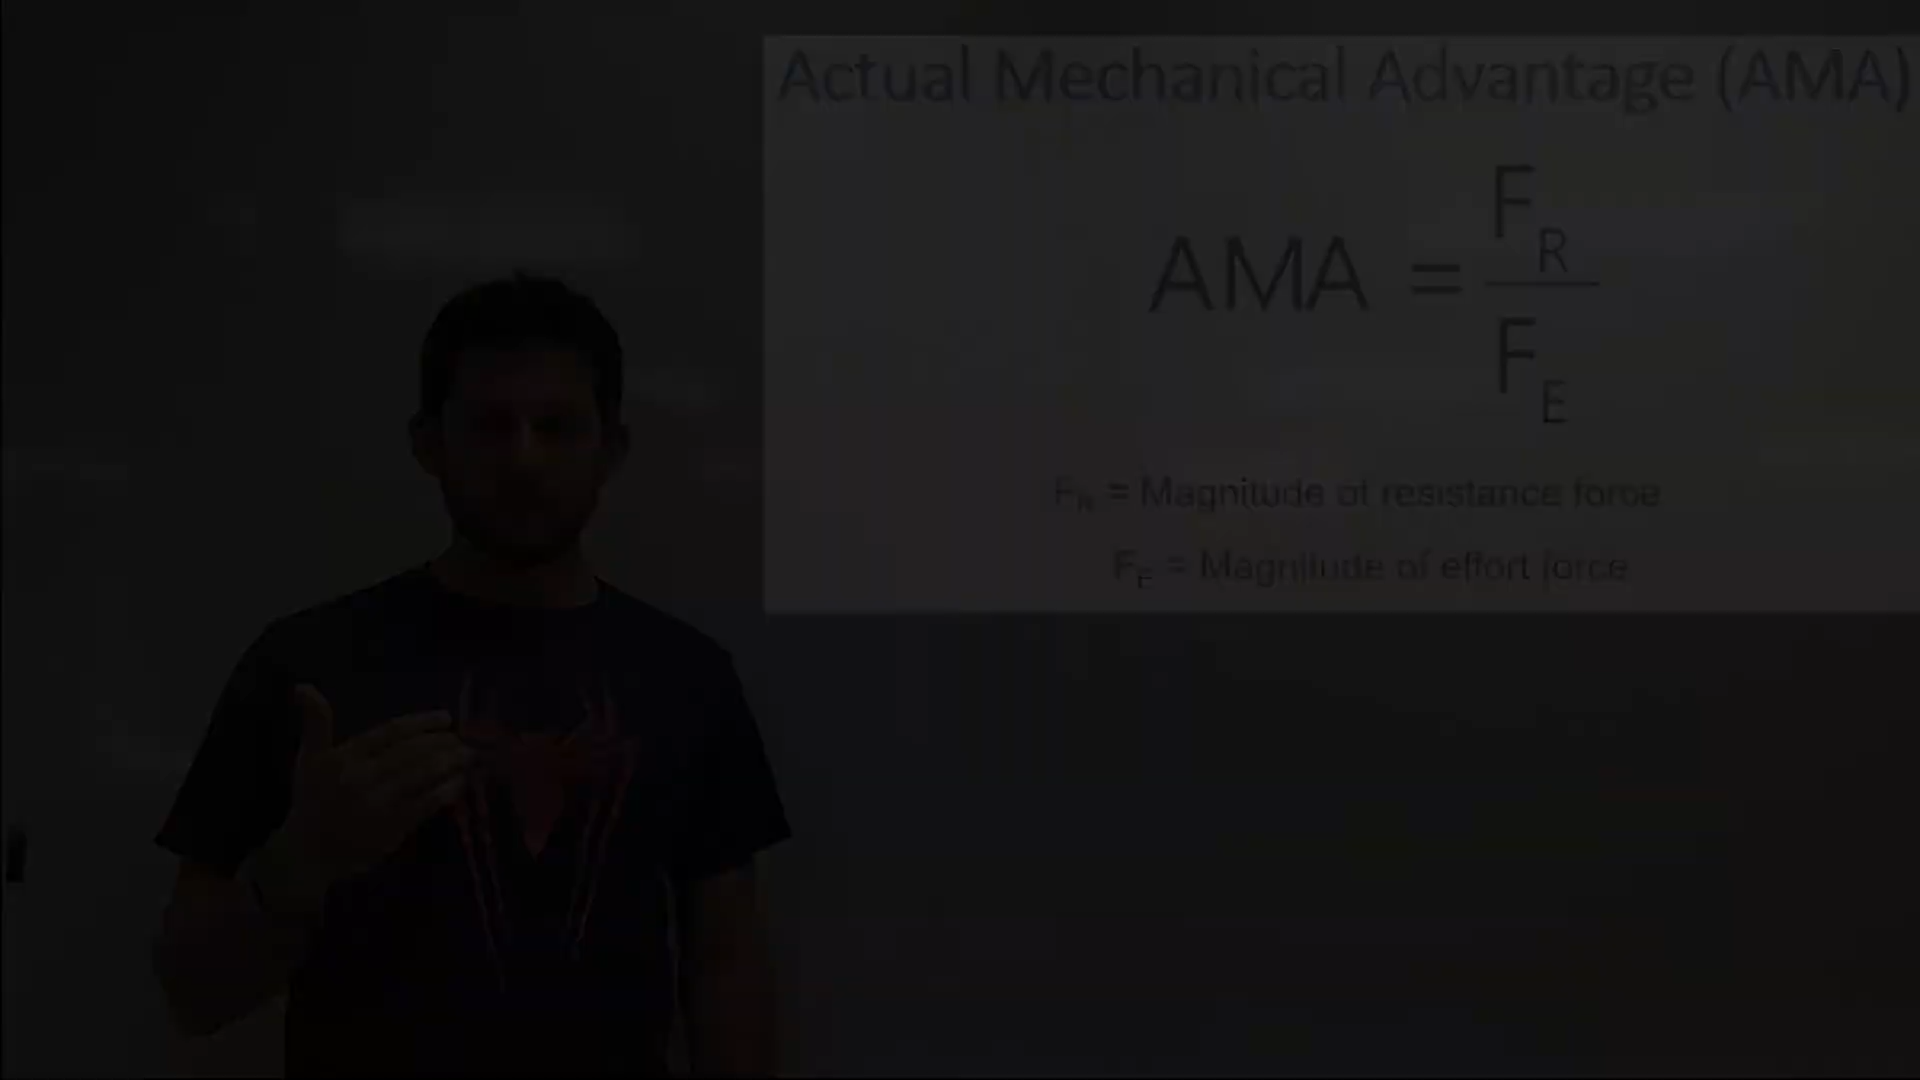 Actual Mechanical Advantage (AMA)
AMA = F_R / F_E
F_R = Magnitude of resistance force
F_E = Magnitude of effort force